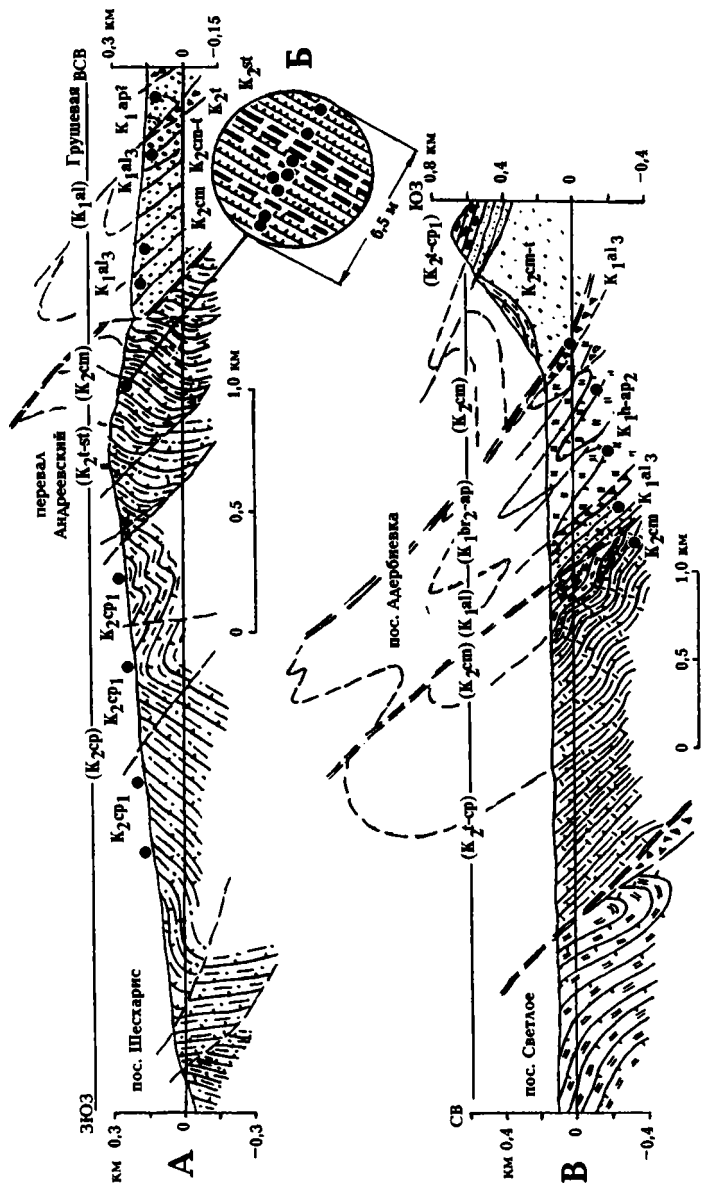 ЗЮЗ
км 0,3
0
–0,3
А
пос. Шесхарис
(K2cp)
K2cp1
K2cp1
K2cp1
перевал
Андреевский
(K2t-st)
(K2cm)
(K1al)
Грушевая
ВСВ
0,3 км
0
–0,15
K1al3
K1al3
K1ap?
K2cm
K2cm-t
K2t
K2st
Б
6,5 м
0
0,5
1,0 км
СВ
км 0,4
0
–0,4
В
пос. Светлое
(K2t-cp)
(K2cm)
(K1al)
(K1br2-ap)
(K2cm)
(K2t-cp1)
пос. Адербиевка
ЮЗ
0,8 км
0,4
0
–0,4
K2cm-t
K1al3
K1h-ap2
K1al3
K2cm
0
0,5
1,0 км